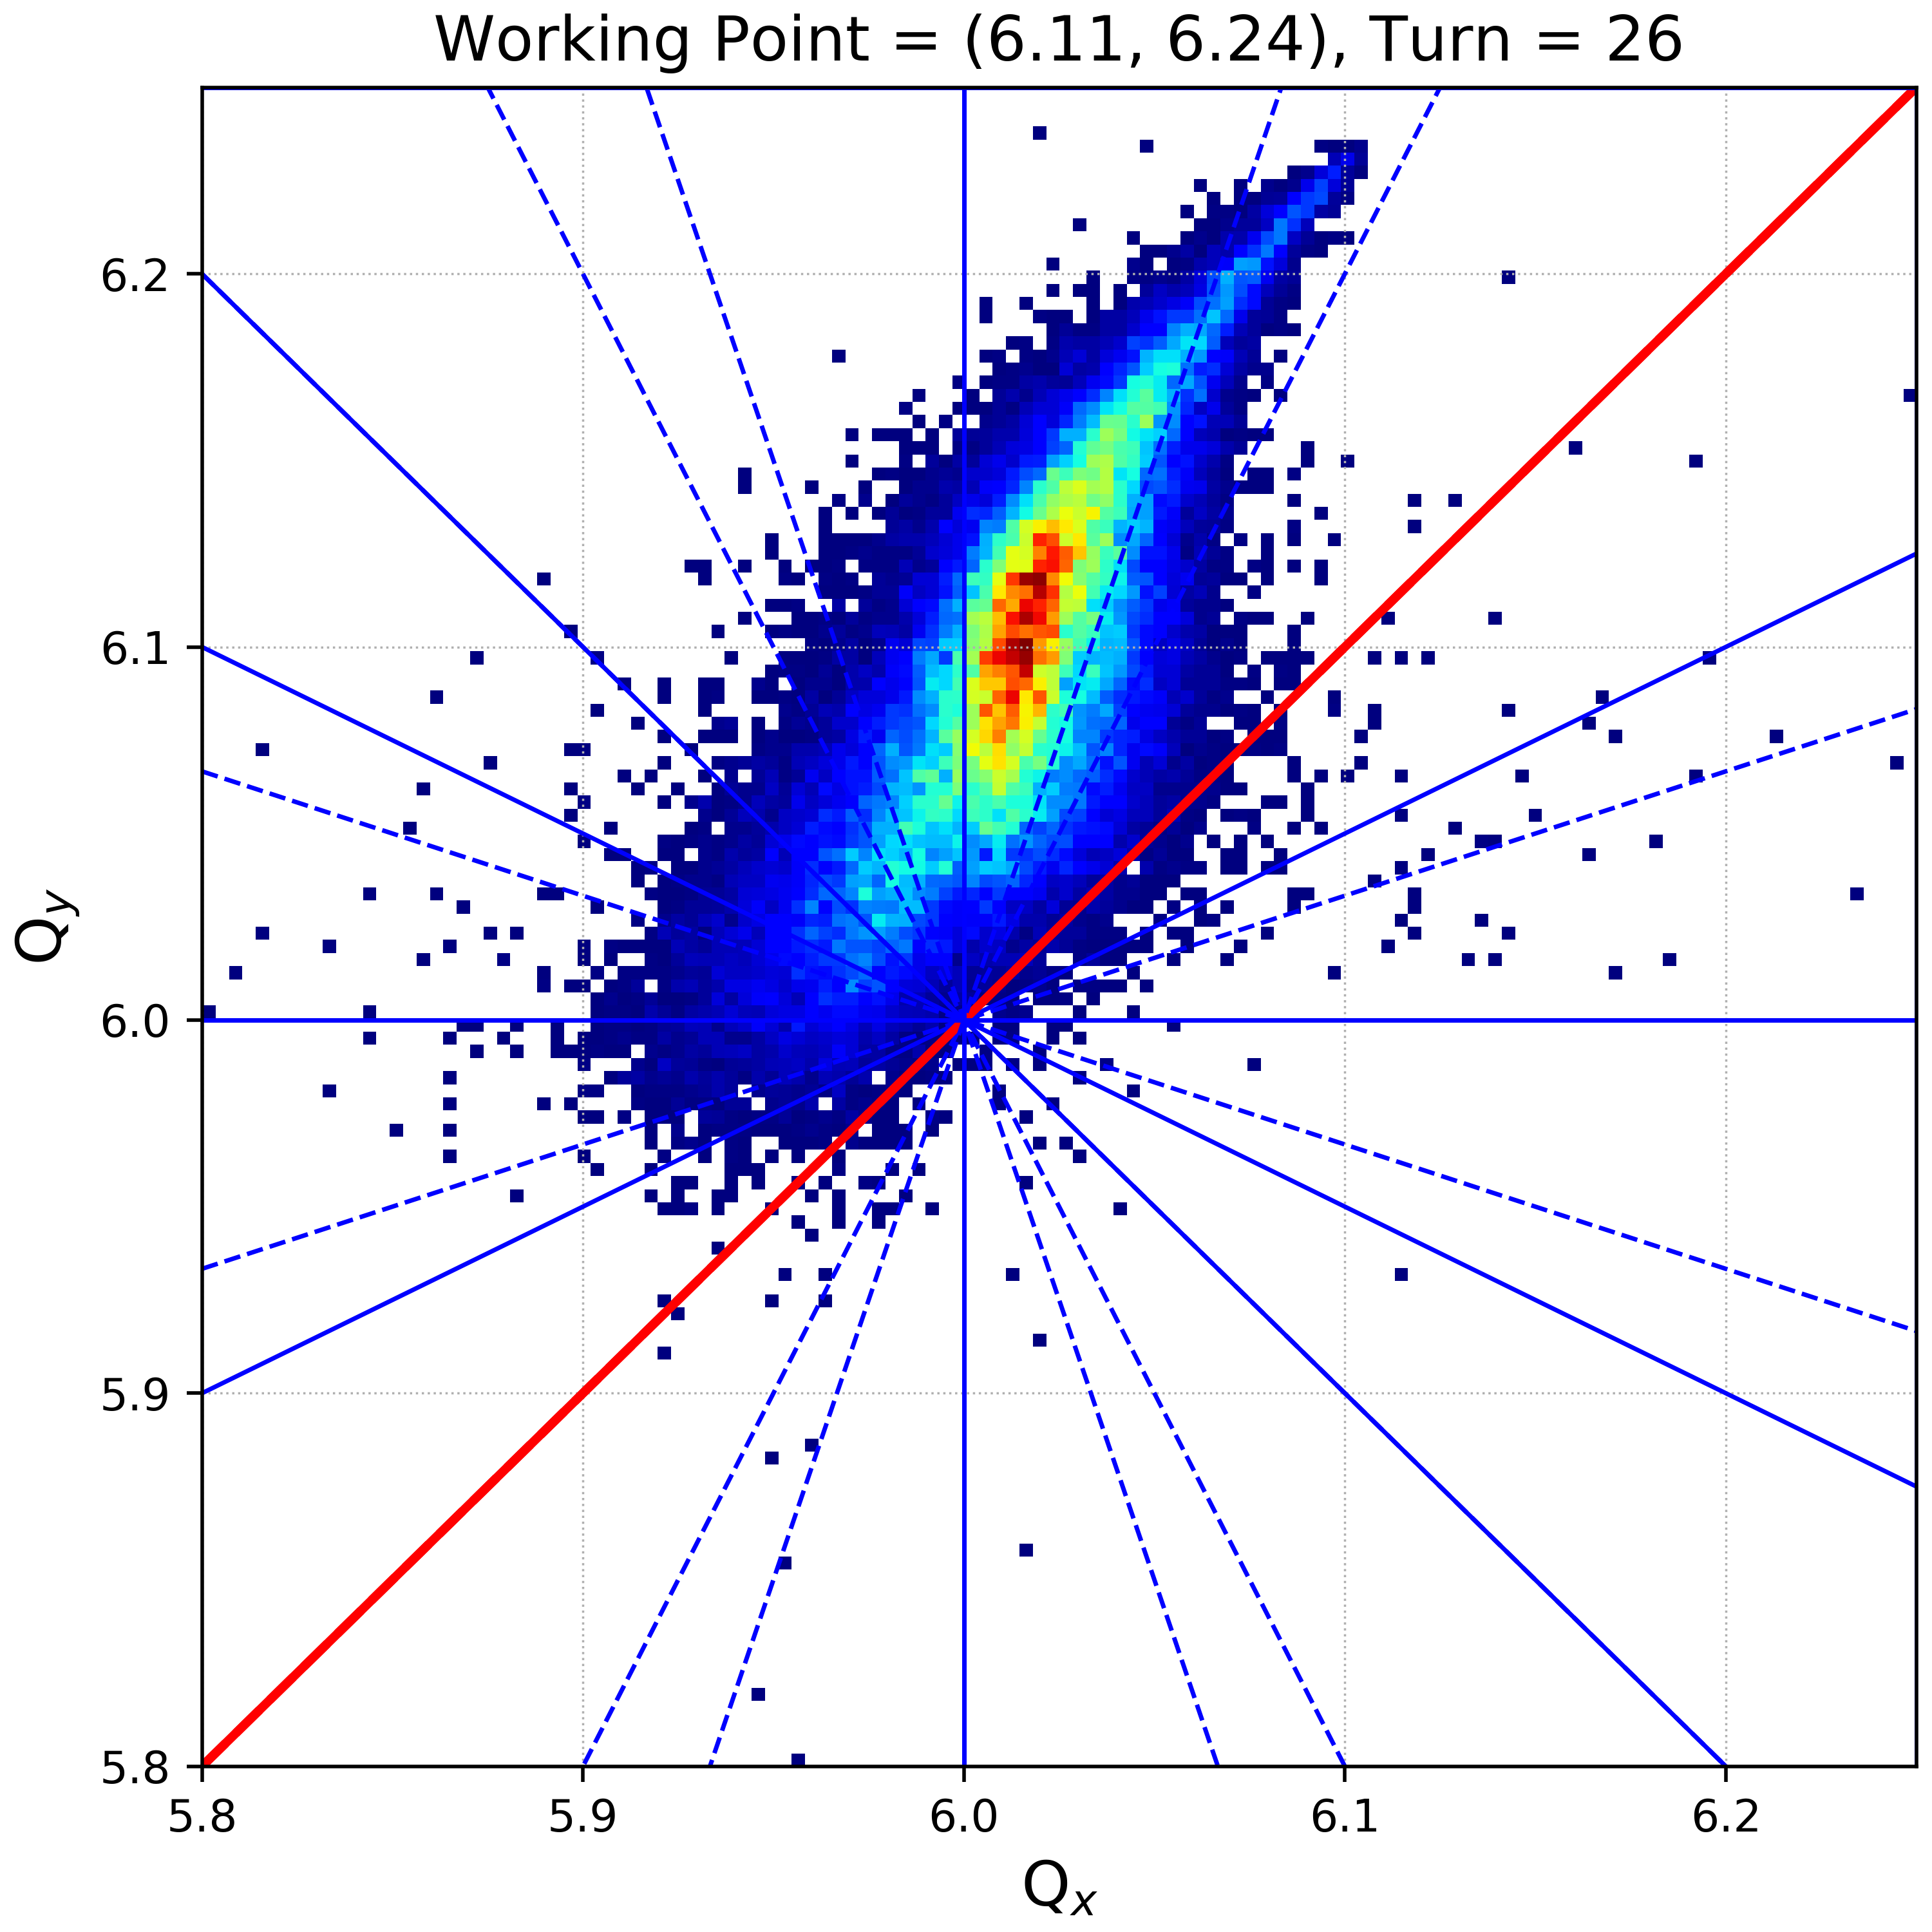 Working Point = (6.11, 6.24), Turn = 26
6.2
6.1
6.0
5.9
5.8
Qy
5.8 5.9 6.0 6.1 6.2
Qx